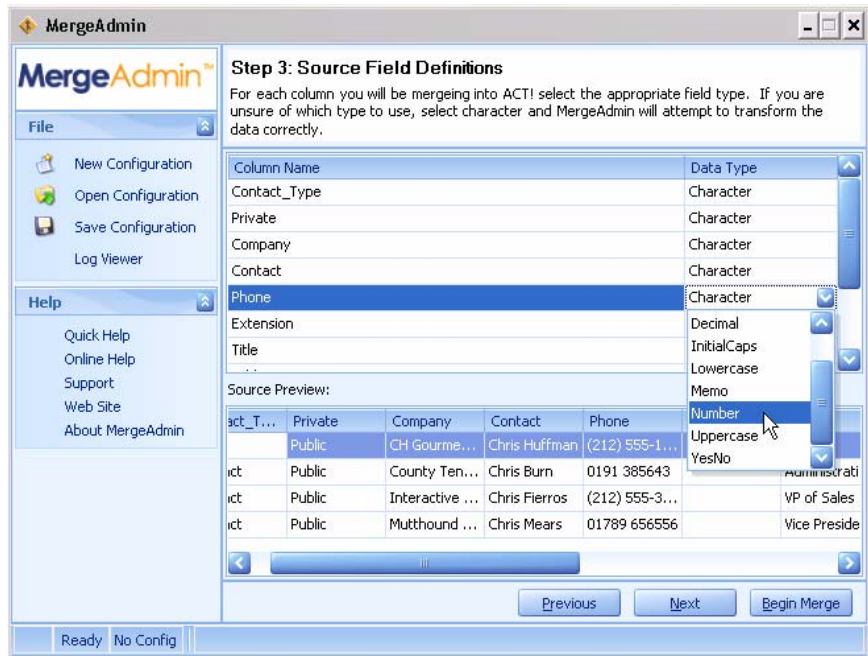 MergeAdmin
MergeAdmin™
File
New Configuration
Open Configuration
Save Configuration
Log Viewer
Help
Quick Help
Online Help
Support
Web Site
About MergeAdmin
Step 3: Source Field Definitions
For each column you will be mergeing into ACT! select the appropriate field type. If you are
unsure of which type to use, select character and MergeAdmin will attempt to transform the
data correctly.
Column Name Data Type
Contact_Type Character
Private Character
Company Character
Contact Character
Phone Character
Extension
Title
Decimal
InitialCaps
Lowercase
Memo
Number
Uppercase
YesNo
Source Preview:
act_T... Private Company Contact Phone
Public CH Gourme... Chris Huffman (212) 555-1...
act Public County Ten... Chris Burn 0191 385643 Administrati
act Public Interactive ... Chris Fierros (212) 555-3... VP of Sales
act Public Mutthound ... Chris Mears 01789 656556 Vice Preside
Previous Next Begin Merge
Ready No Config